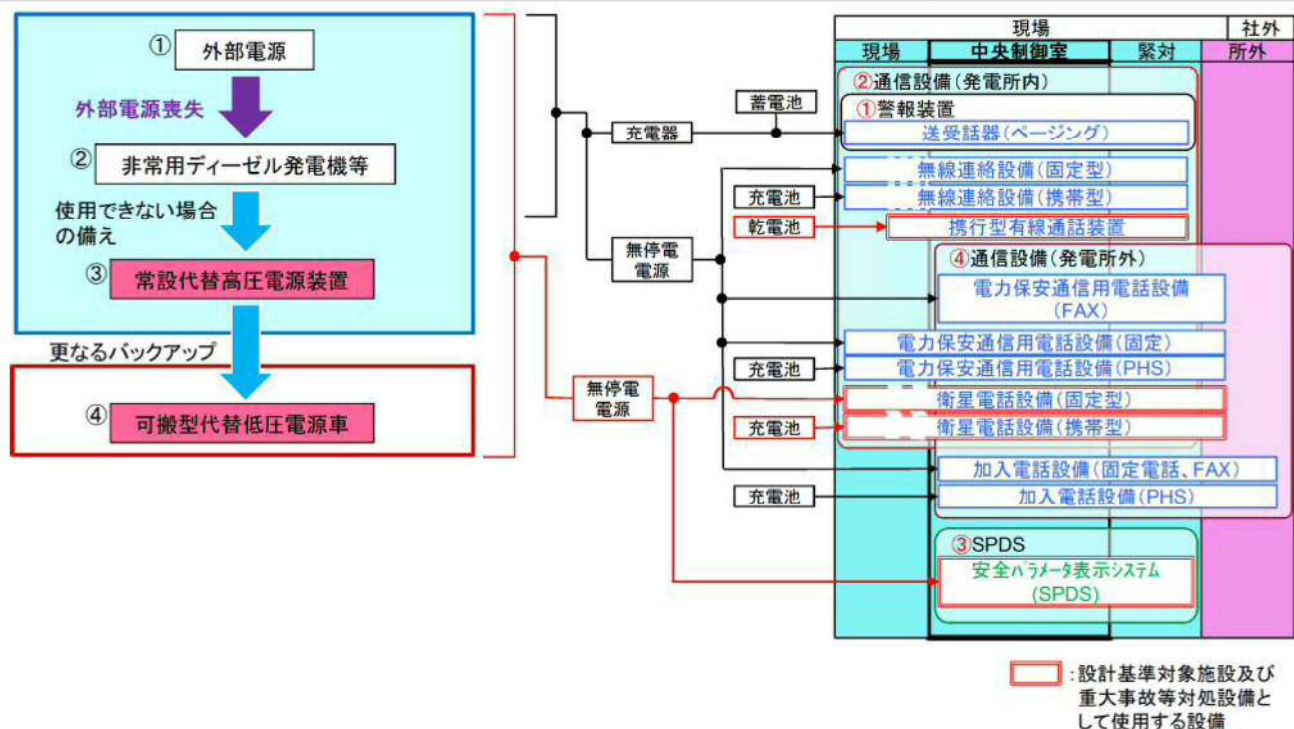 ①
外部電源
外部電源喪失
②
非常用ディーゼル発電機等
使用できない場合
の備え
③
常設代替高圧電源装置
更なるバックアップ
④
可搬型代替低圧電源車
蓄電池
充電器
充電池
乾電池
無停電
電源
充電池
無停電
電源
充電池
充電池
現場
社外
現場
中央制御室
緊対
所外
②通信設備(発電所内)
①警報装置
送受話器(ページング)
無線連絡設備(固定型)
無線連絡設備(携帯型)
携行型有線通話装置
④通信設備(発電所外)
電力保安通信用電話設備
(FAX)
電力保安通信用電話設備(固定)
電力保安通信用電話設備(PHS)
衛星電話設備(固定型)
衛星電話設備(携帯型)
加入電話設備(固定電話、FAX)
加入電話設備(PHS)
③SPDS
安全パラメータ表示システム
(SPDS)
:設計基準対象施設及び
重大事故等対処設備と
して使用する設備